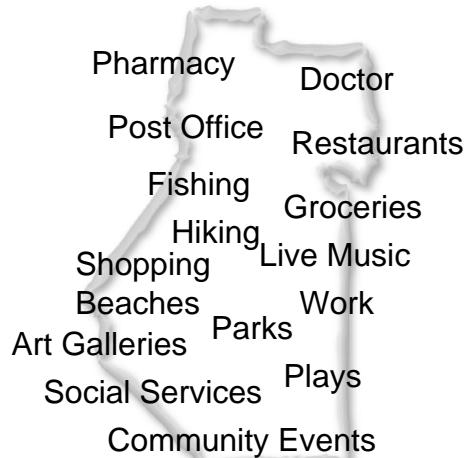 Pharmacy
Doctor
Post Office
Restaurants
Fishing
Groceries
Hiking
Live Music
Shopping
Beaches
Work
Parks
Art Galleries
Plays
Social Services
Community Events